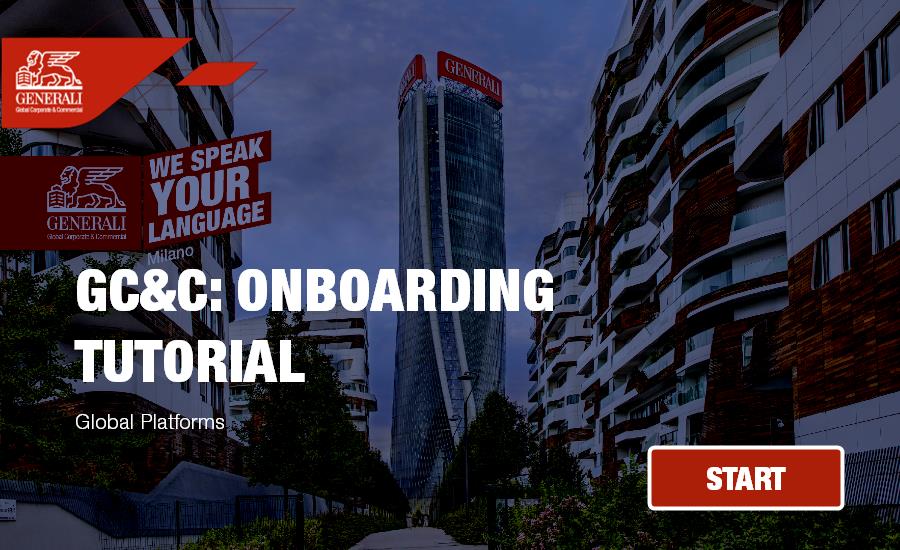 GENERALI
Global Corporate & Commercial
GENERALI
GENERALI
Global Corporate & Commercial
WE SPEAK
YOUR
LANGUAGE
Milano
GC&C: ONBOARDING
TUTORIAL
Global Platforms
START